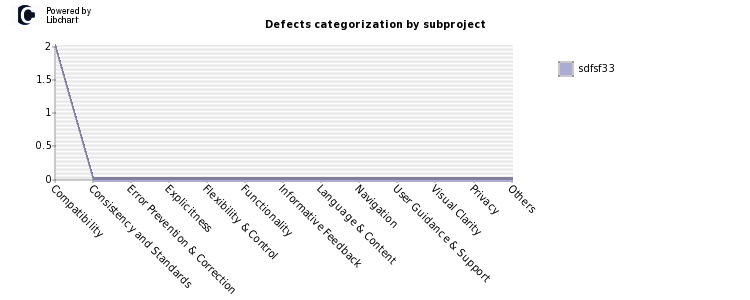 Powered by
Libchart
Defects categorization by subproject
2
1.5
1
0.5
0
sdfsf33
Compatibility
Consistency and Standards
Error Prevention & Correction
Explicitness
Flexibility & Control
Functionality
Informative Feedback
Language & Content
Navigation
User Guidance & Support
Visual Clarity
Privacy
Others